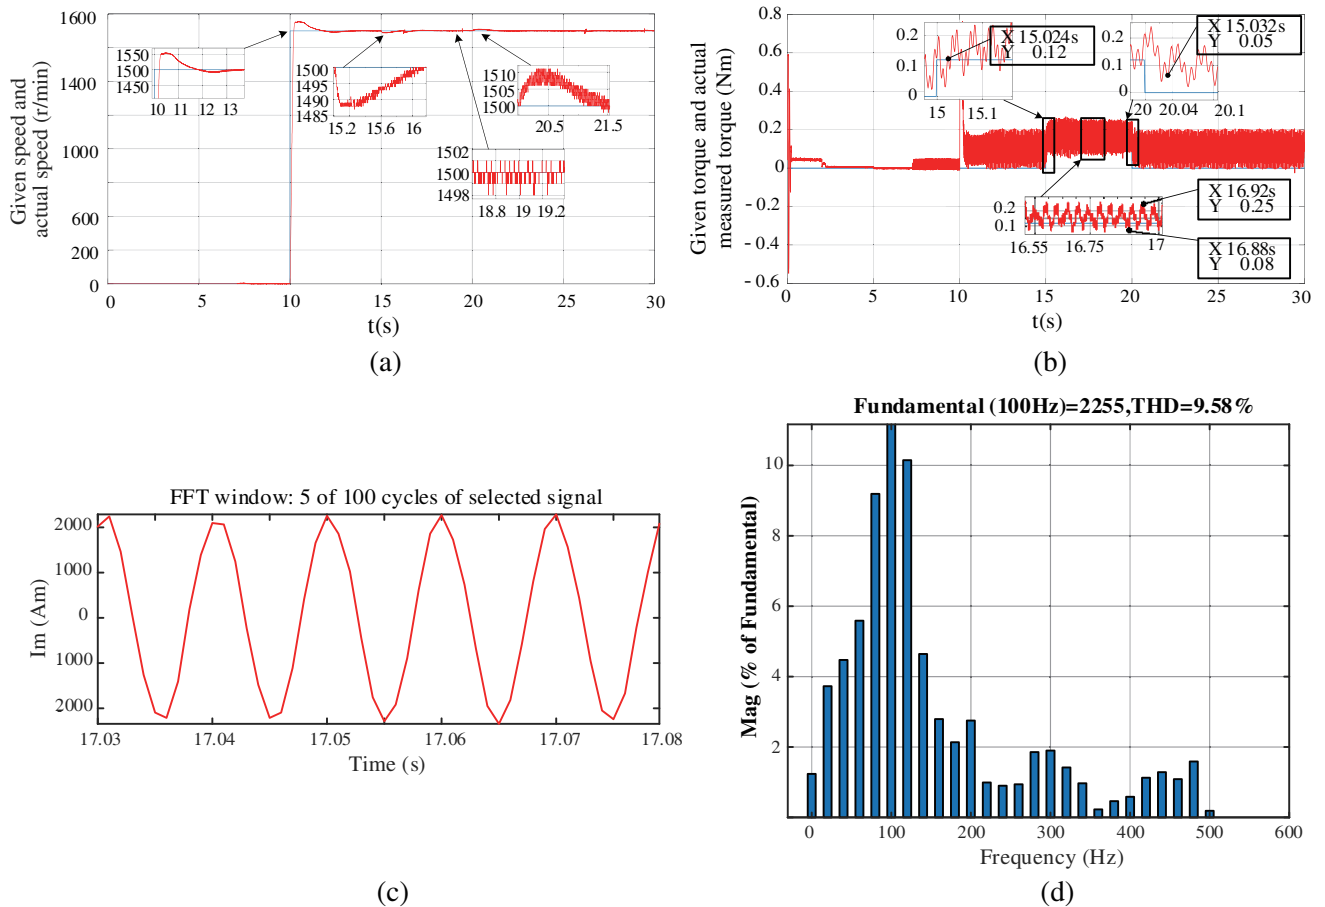 1600
1400
1000
600
200
0
1600
600
200
0
Given speed and
actual speed (r/min)
1550
1500
1450
10 11 12 13
1500
1495
1490
1485
15.2 15.6 16
1510
1505
1500
20.5 21.5
1502
1500
1498
18.8 19 19.2
0 5 10 15 20 25 30
t(s)
(a)
0.8
0.6
0.4
0.2
0
- 0.2
- 0.4
- 0.6
Given torque and actual
measured torque (Nm)
0.2
0.1
0
15 15.1
X 15.024s
Y 0.12
0.2
0.1
0
20 20.04 20.1
X 15.032s
Y 0.05
0.2
0.1
16.55 16.75 17
X 16.92s
Y 0.25
X 16.88s
Y 0.08
0 5 10 15 20 25 30
t(s)
(b)
FFT window: 5 of 100 cycles of selected signal
2000
1000
0
1000
2000
Im (Am)
17.03 17.04 17.05 17.06 17.07 17.08
Time (s)
(c)
Fundamental (100Hz)=2255,THD=9.58%
10
8
6
4
2
Mag (% of Fundamental)
0 100 200 300 400 500 600
Frequency (Hz)
(d)